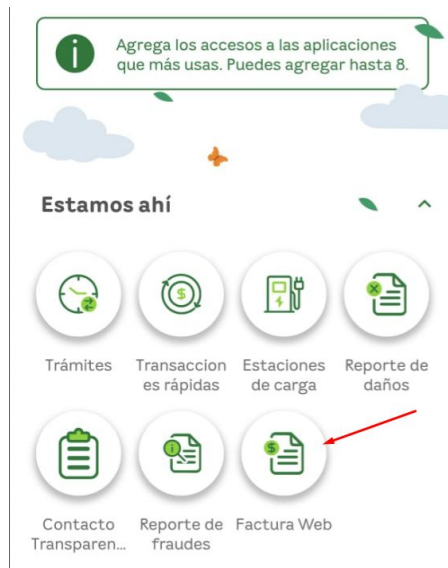 Agrega los accesos a las aplicaciones
que más usas. Puedes agregar hasta 8.
Estamos ahí
Trámites
Transaccion
es rápidas
Estaciones
de carga
Reporte de
daños
Contacto
Transparen...
Reporte de
fraudes
Factura Web